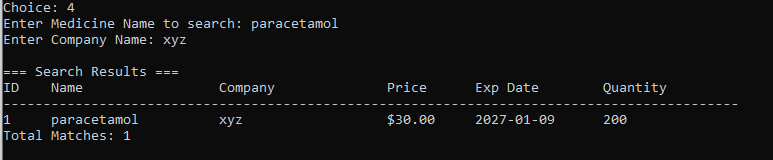 Choice: 4
Enter Medicine Name to search: paracetamol
Enter Company Name: xyz
=== Search Results ===
ID    Name                 Company              Price      Exp Date        Quantity
--------------------------------------------------------------------------------------------
1     paracetamol          xyz                  $30.00     2027-01-09      200
Total Matches: 1